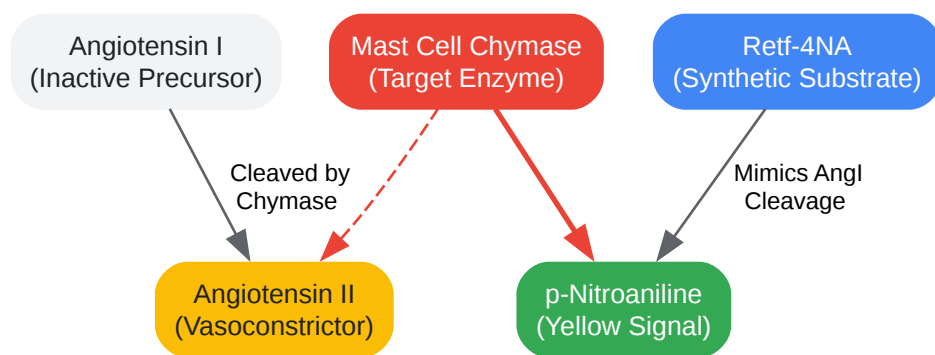 Angiotensin I
(Inactive Precursor)
Mast Cell Chymase
(Target Enzyme)
Retf-4NA
(Synthetic Substrate)
Cleaved by
Chymase
Mimics AngI
Cleavage
Angiotensin II
(Vasoconstrictor)
p-Nitroaniline
(Yellow Signal)